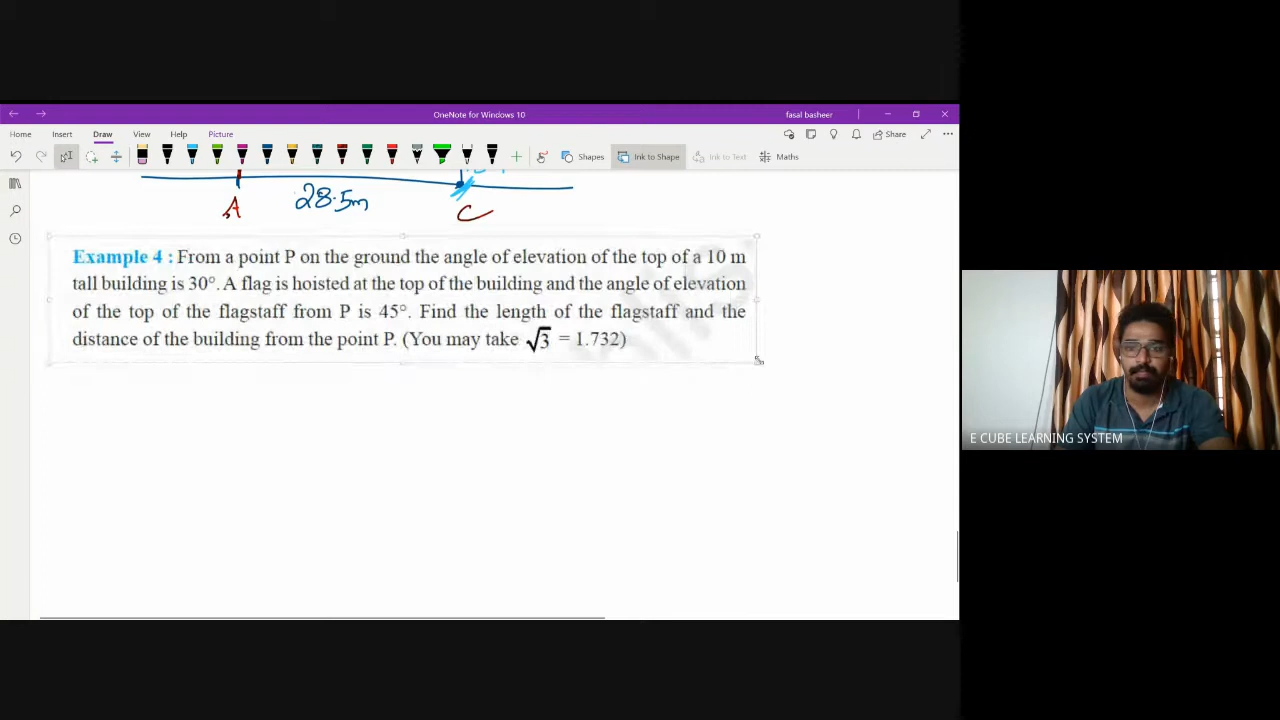 OneNote for Windows 10
fasal basheer
Home Insert Draw View Help Picture
Share
Shapes Ink to Shape Ink to Text Maths
28.5m
A
C
Example 4 : From a point P on the ground the angle of elevation of the top of a 10 m
tall building is 30°. A flag is hoisted at the top of the building and the angle of elevation
of the top of the flagstaff from P is 45°. Find the length of the flagstaff and the
distance of the building from the point P. (You may take √3 = 1.732)
E CUBE LEARNING SYSTEM